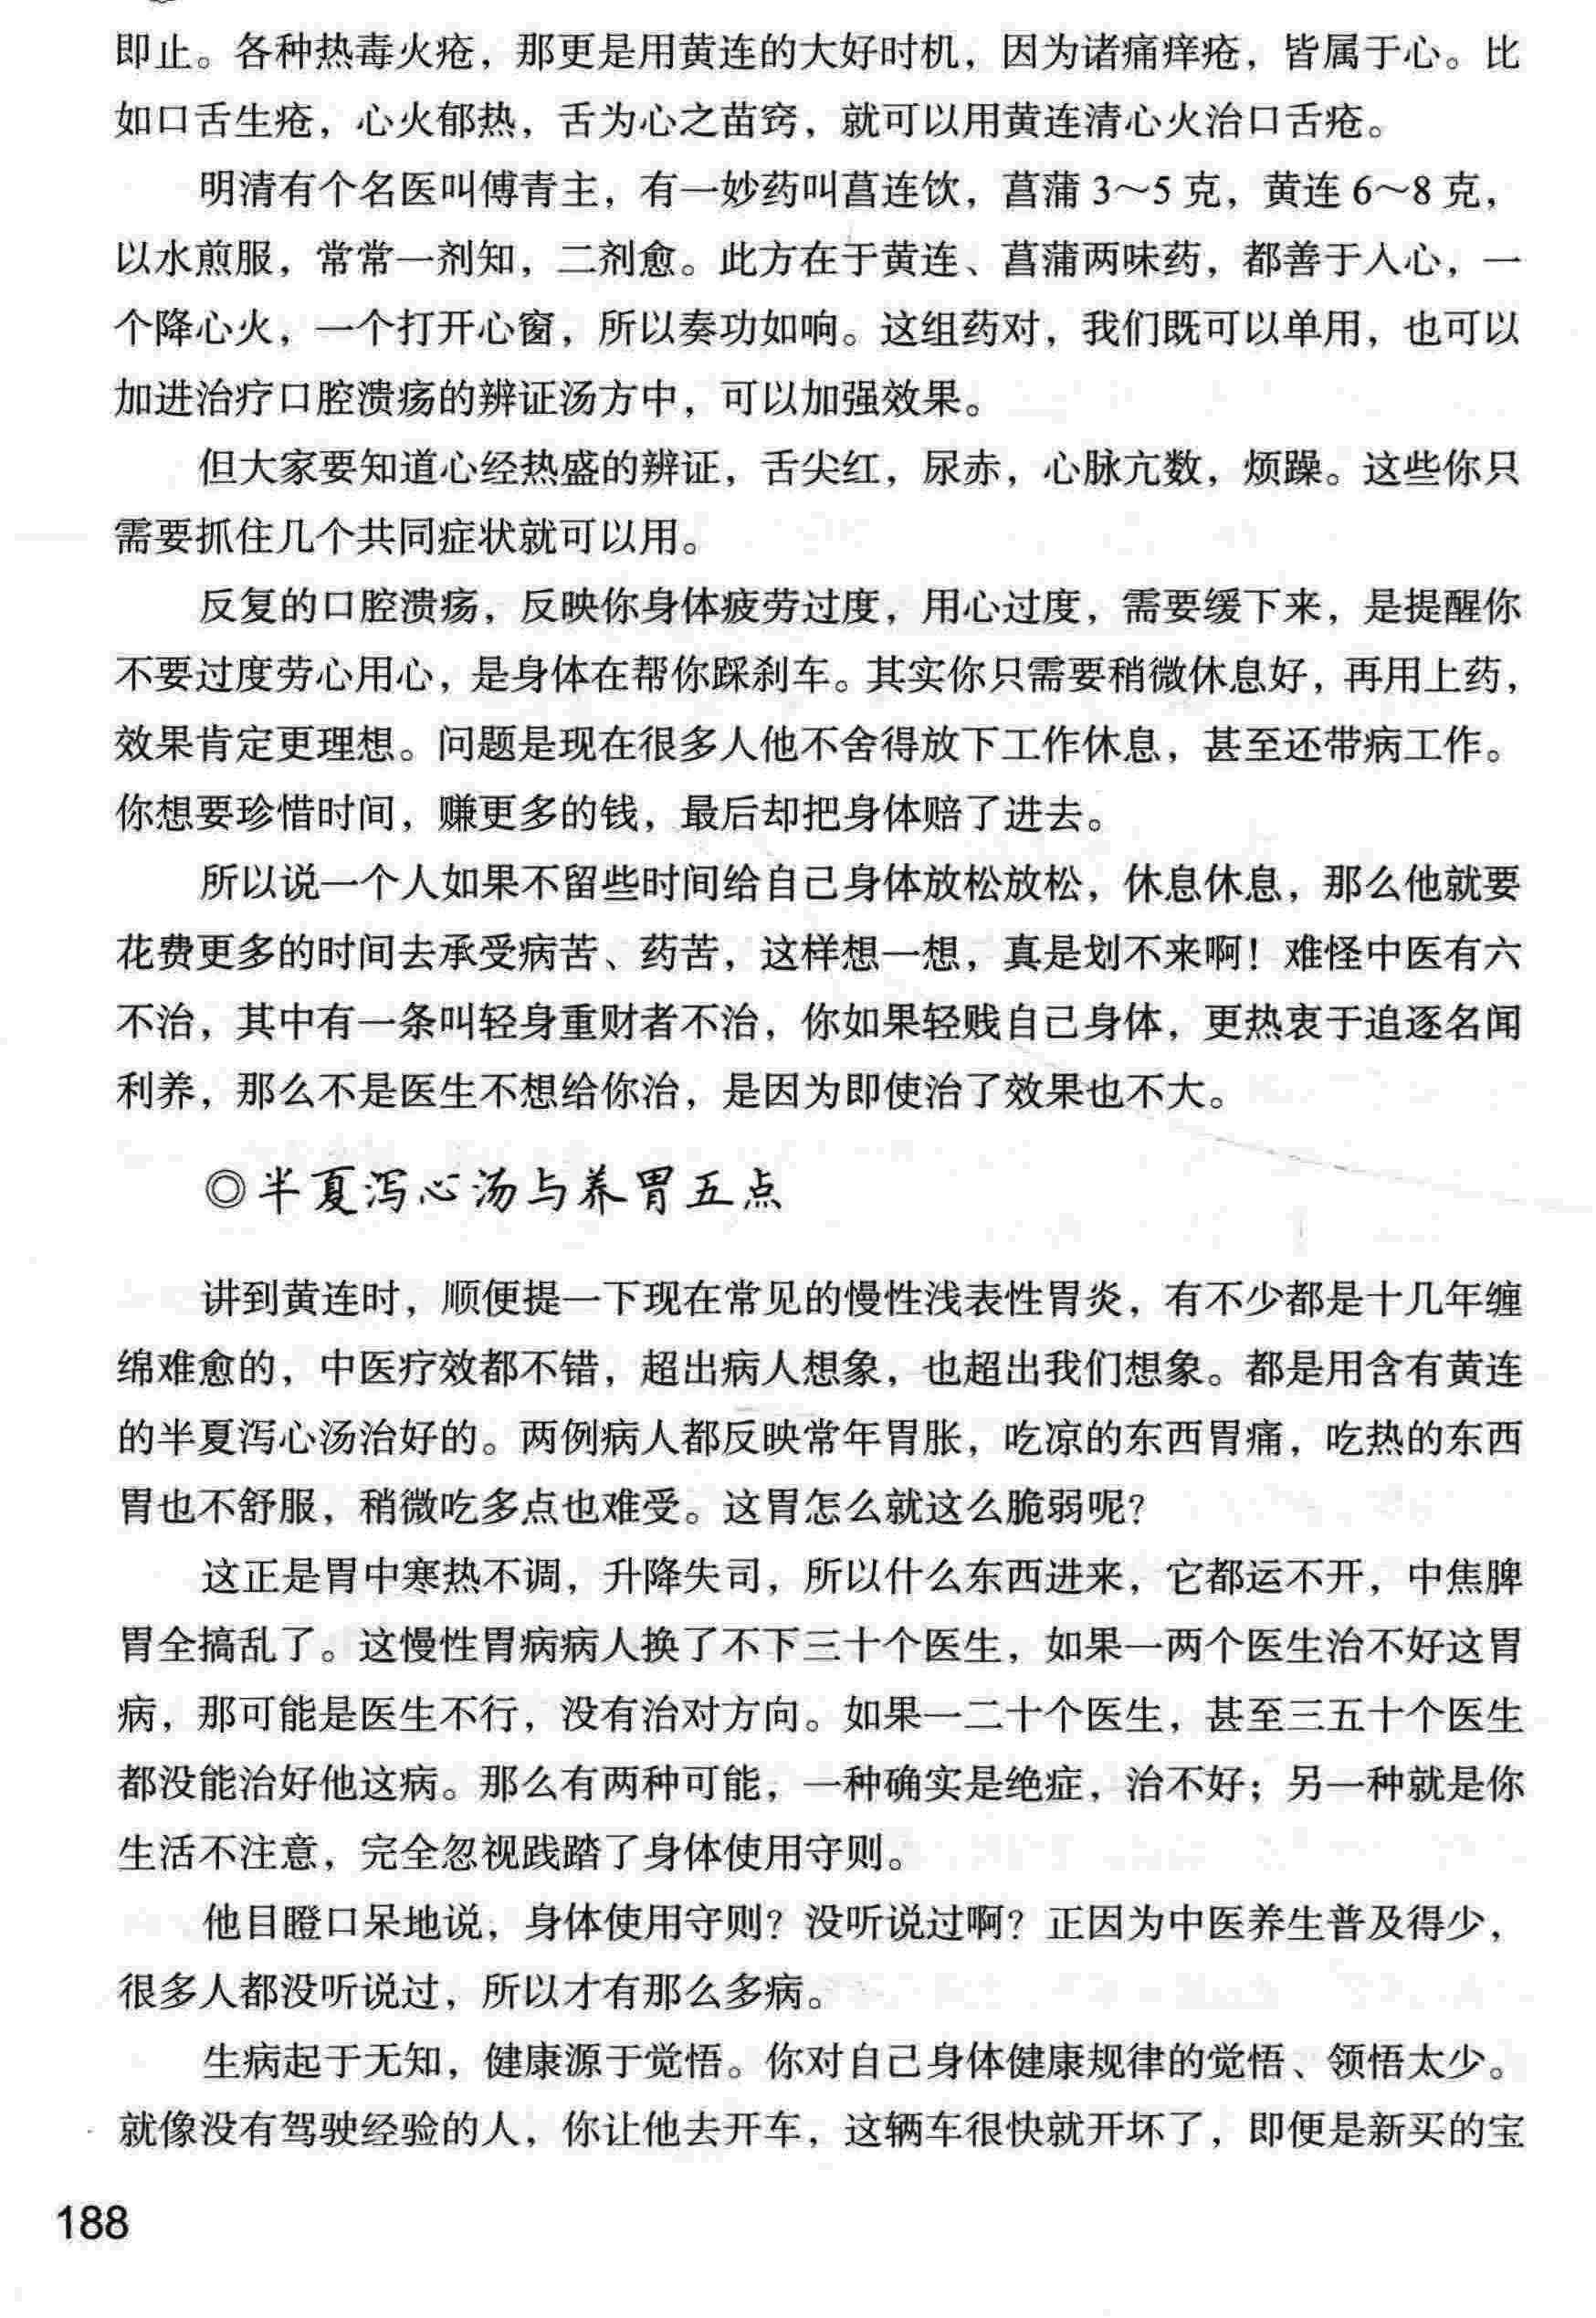 即止。各种热毒火疮，那更是用黄连的大好时机，因为诸痛痒疮，皆属于心。比
如口舌生疮，心火郁热，舌为心之苗窍，就可以用黄连清心火治口舌疮。
明清有个名医叫傅青主，有一妙药叫菖连饮，菖蒲 3～5 克，黄连 6～8 克，
以水煎服，常常一剂知，二剂愈。此方在于黄连、菖蒲两味药，都善于入心，一
个降心火，一个打开心窗，所以奏功如响。这组药对，我们既可以单用，也可以
加进治疗口腔溃疡的辨证汤方中，可以加强效果。
但大家要知道心经热盛的辨证，舌尖红，尿赤，心脉亢数，烦躁。这些你只
需要抓住几个共同症状就可以用。
反复的口腔溃疡，反映你身体疲劳过度，用心过度，需要缓下来，是提醒你
不要过度劳心用心，是身体在帮你踩刹车。其实你只需要稍微休息好，再用上药，
效果肯定更理想。问题是现在很多人他不舍得放下工作休息，甚至还带病工作。
你想要珍惜时间，赚更多的钱，最后却把身体赔了进去。
所以说一个人如果不留些时间给自己身体放松放松，休息休息，那么他就要
花费更多的时间去承受病苦、药苦，这样想一想，真是划不来啊！难怪中医有六
不治，其中有一条叫轻身重财者不治，你如果轻贱自己身体，更热衷于追逐名闻
利养，那么不是医生不想给你治，是因为即使治了效果也不大。
◎半夏泻心汤与养胃五点
讲到黄连时，顺便提一下现在常见的慢性浅表性胃炎，有不少都是十几年缠
绵难愈的，中医疗效都不错，超出病人想象，也超出我们想象。都是用含有黄连
的半夏泻心汤治好的。两例病人都反映常年胃胀，吃凉的东西胃痛，吃热的东西
胃也不舒服，稍微吃多点也难受。这胃怎么就这么脆弱呢？
这正是胃中寒热不调，升降失司，所以什么东西进来，它都运不开，中焦脾
胃全搞乱了。这慢性胃病病人换了不下三十个医生，如果一两个医生治不好这胃
病，那可能是医生不行，没有治对方向。如果一二十个医生，甚至三五十个医生
都没能治好他这病。那么有两种可能，一种确实是绝症，治不好；另一种就是你
生活不注意，完全忽视践踏了身体使用守则。
他目瞪口呆地说，身体使用守则？没听说过啊？正因为中医养生普及得少，
很多人都没听说过，所以才有那么多病。
生病起于无知，健康源于觉悟。你对自己身体健康规律的觉悟、领悟太少。
就像没有驾驶经验的人，你让他去开车，这辆车很快就开坏了，即便是新买的宝
188